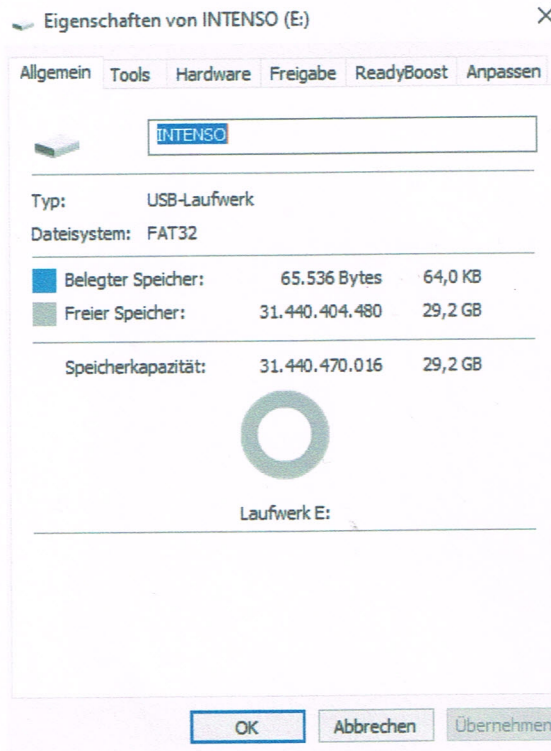 Eigenschaften von INTENSO (E:)
Allgemein Tools Hardware Freigabe ReadyBoost Anpassen
INTENSO
Typ: USB-Laufwerk
Dateisystem: FAT32
Belegter Speicher: 65.536 Bytes 64,0 KB
Freier Speicher: 31.440.404.480 29,2 GB
Speicherkapazität: 31.440.470.016 29,2 GB
Laufwerk E:
OK Abbrechen Übernehmen